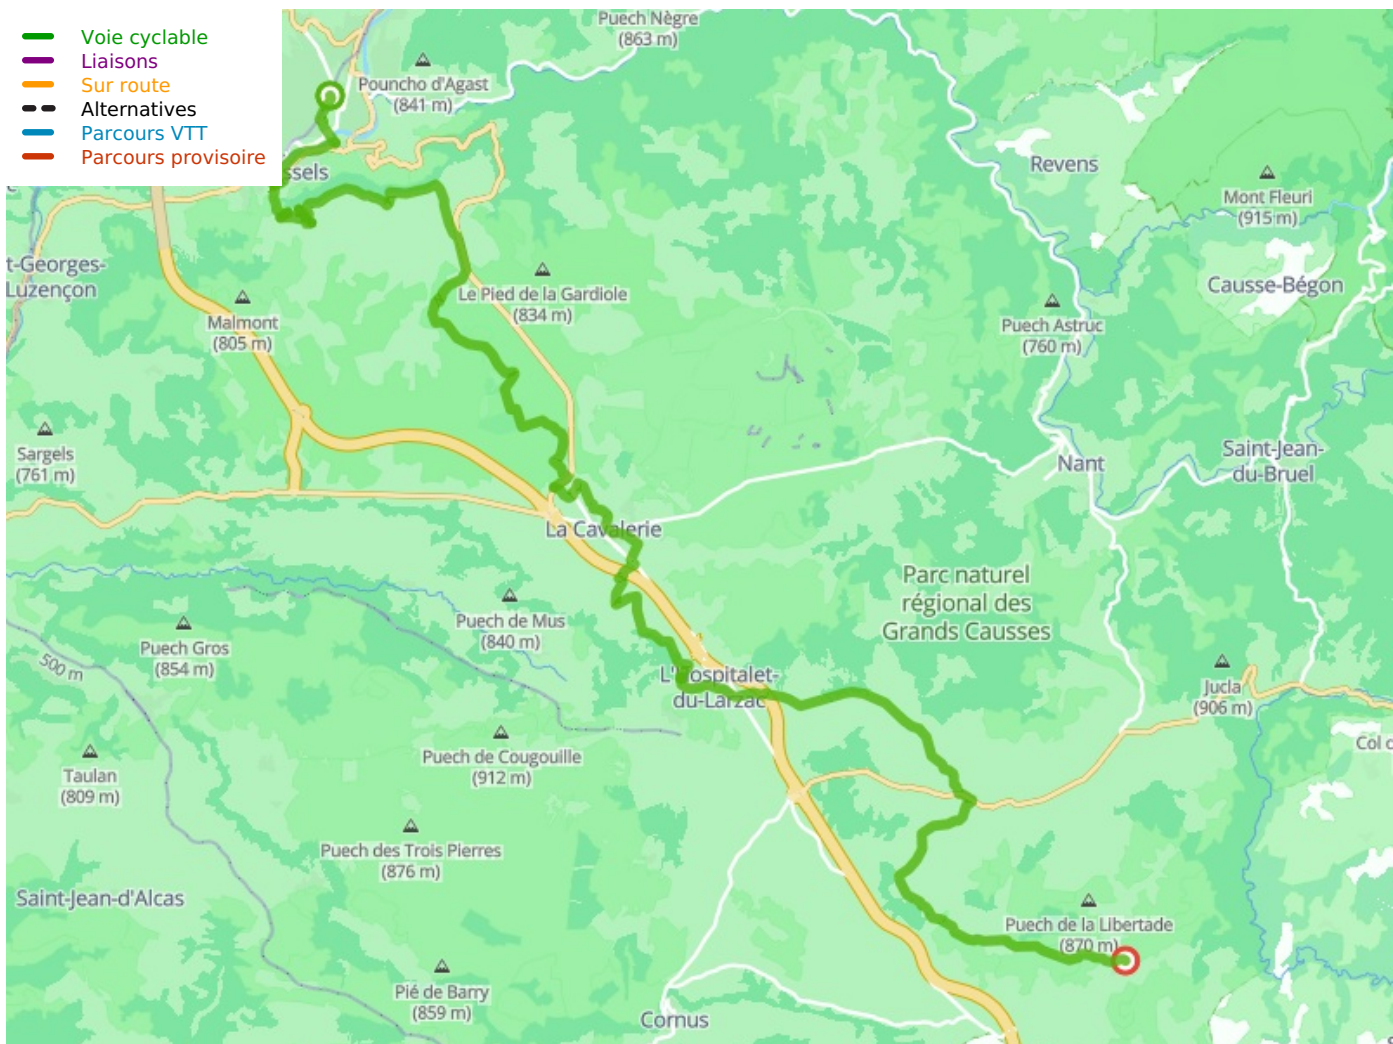 Voie cyclable
Liaisons
Sur route
Alternatives
Parcours VTT
Parcours provisoire
Puech Nègre
(863 m)
Pouncho d'Agast
(841 m)
ssels
Revens
Mont Fleuri
(915 m)
t-Georges-
Luzençon
Causse-Bégon
Le Pied de la Gardiole
(834 m)
Malmont
(805 m)
Puech Astruc
(760 m)
Sargels
(761 m)
Nant
Saint-Jean-
du-Bruel
La Cavalerie
Parc naturel
régional des
Grands Causses
Puech de Mus
(840 m)
Puech Gros
(854 m)
500 m
L'Hospitalet-
du-Larzac
Jucla
(906 m)
Col d
Puech de Cougouille
(912 m)
Taulan
(809 m)
Puech des Trois Pierres
(876 m)
Saint-Jean-d'Alcas
Puech de la Libertade
(870 m)
Pié de Barry
(859 m)
Cornus